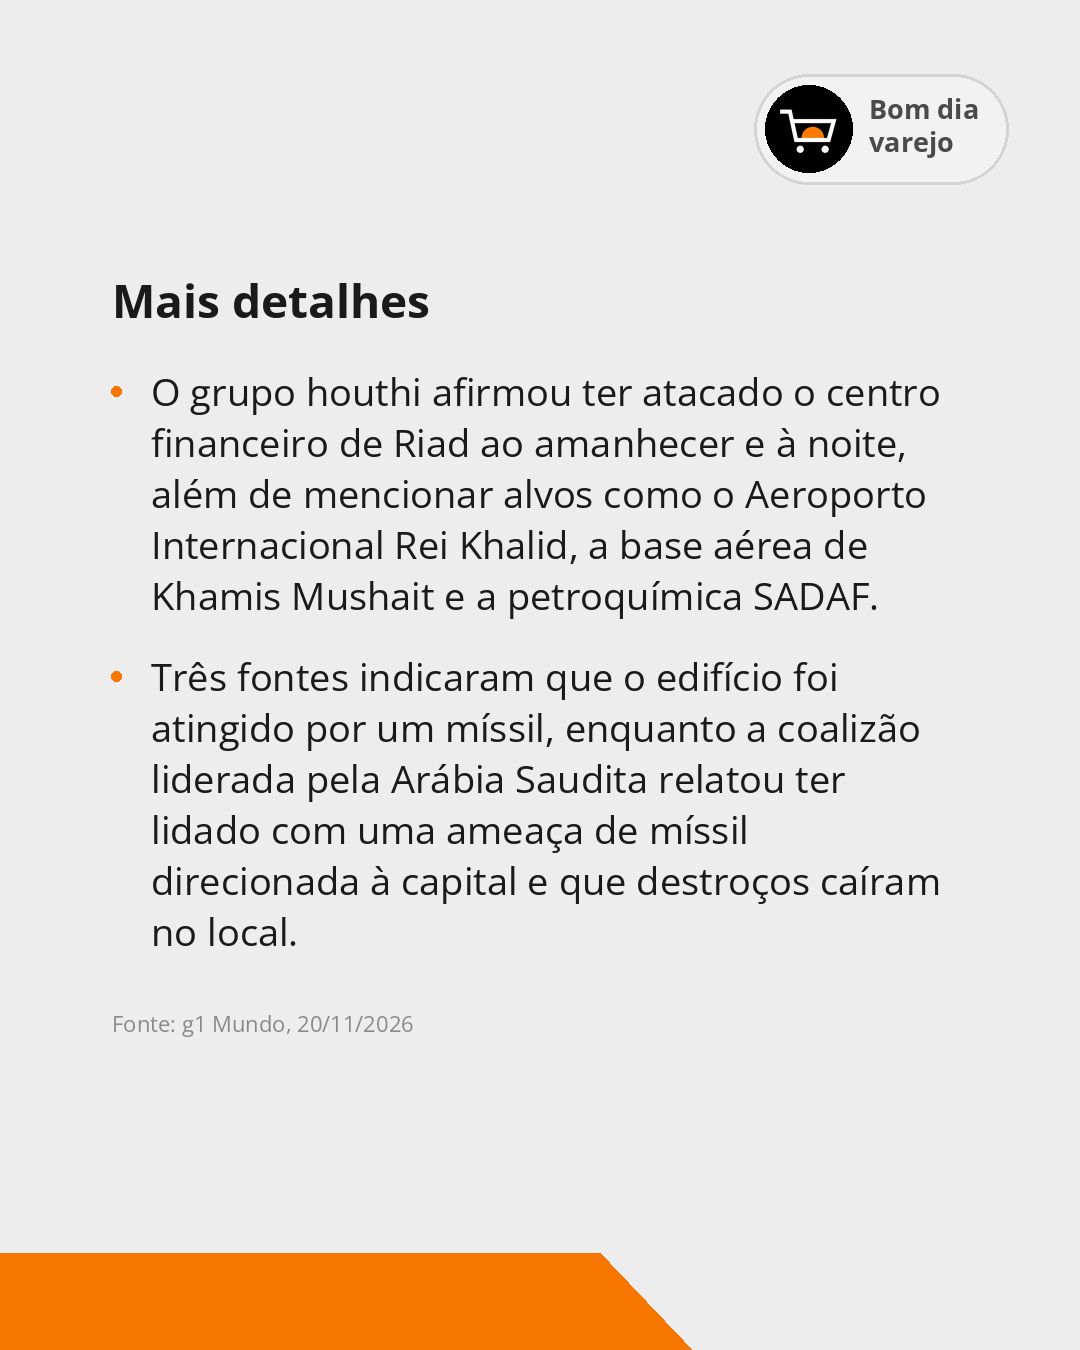 Bom dia
varejo
Mais detalhes
O grupo houthi afirmou ter atacado o centro
financeiro de Riad ao amanhecer e à noite,
além de mencionar alvos como o Aeroporto
Internacional Rei Khalid, a base aérea de
Khamis Mushait e a petroquímica SADAF.
Três fontes indicaram que o edifício foi
atingido por um míssil, enquanto a coalizão
liderada pela Arábia Saudita relatou ter
lidado com uma ameaça de míssil
direcionada à capital e que destroços caíram
no local.
Fonte: g1 Mundo, 20/11/2026